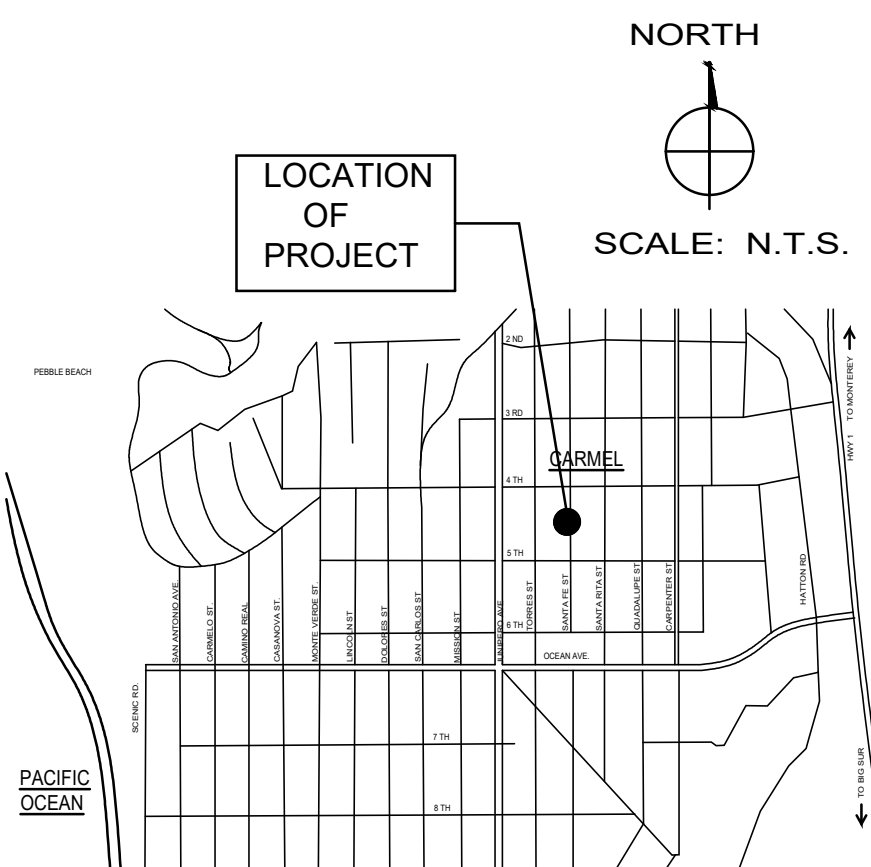 NORTH
SCALE: N.T.S.
LOCATION
OF
PROJECT
PEBBLE BEACH
2 ND
3 RD
CARMEL
4 TH
5 TH
6 TH
OCEAN AVE.
7 TH
8 TH
SAN ANTONIO AVE.
CARMELO ST.
CAMINO REAL
CASANOVA ST.
MONTE VERDE ST.
LINCOLN ST
DOLORES ST
SAN CARLOS ST
MISSION ST
JUNIPERO AVE
TORRES ST
SANTA FE ST
SANTA RITA ST
QUADALUPE ST
CARPENTER ST
HATTON RD
HWY 1 TO MONTEREY
TO BIG SUR
SCENIC RD.
PACIFIC
OCEAN